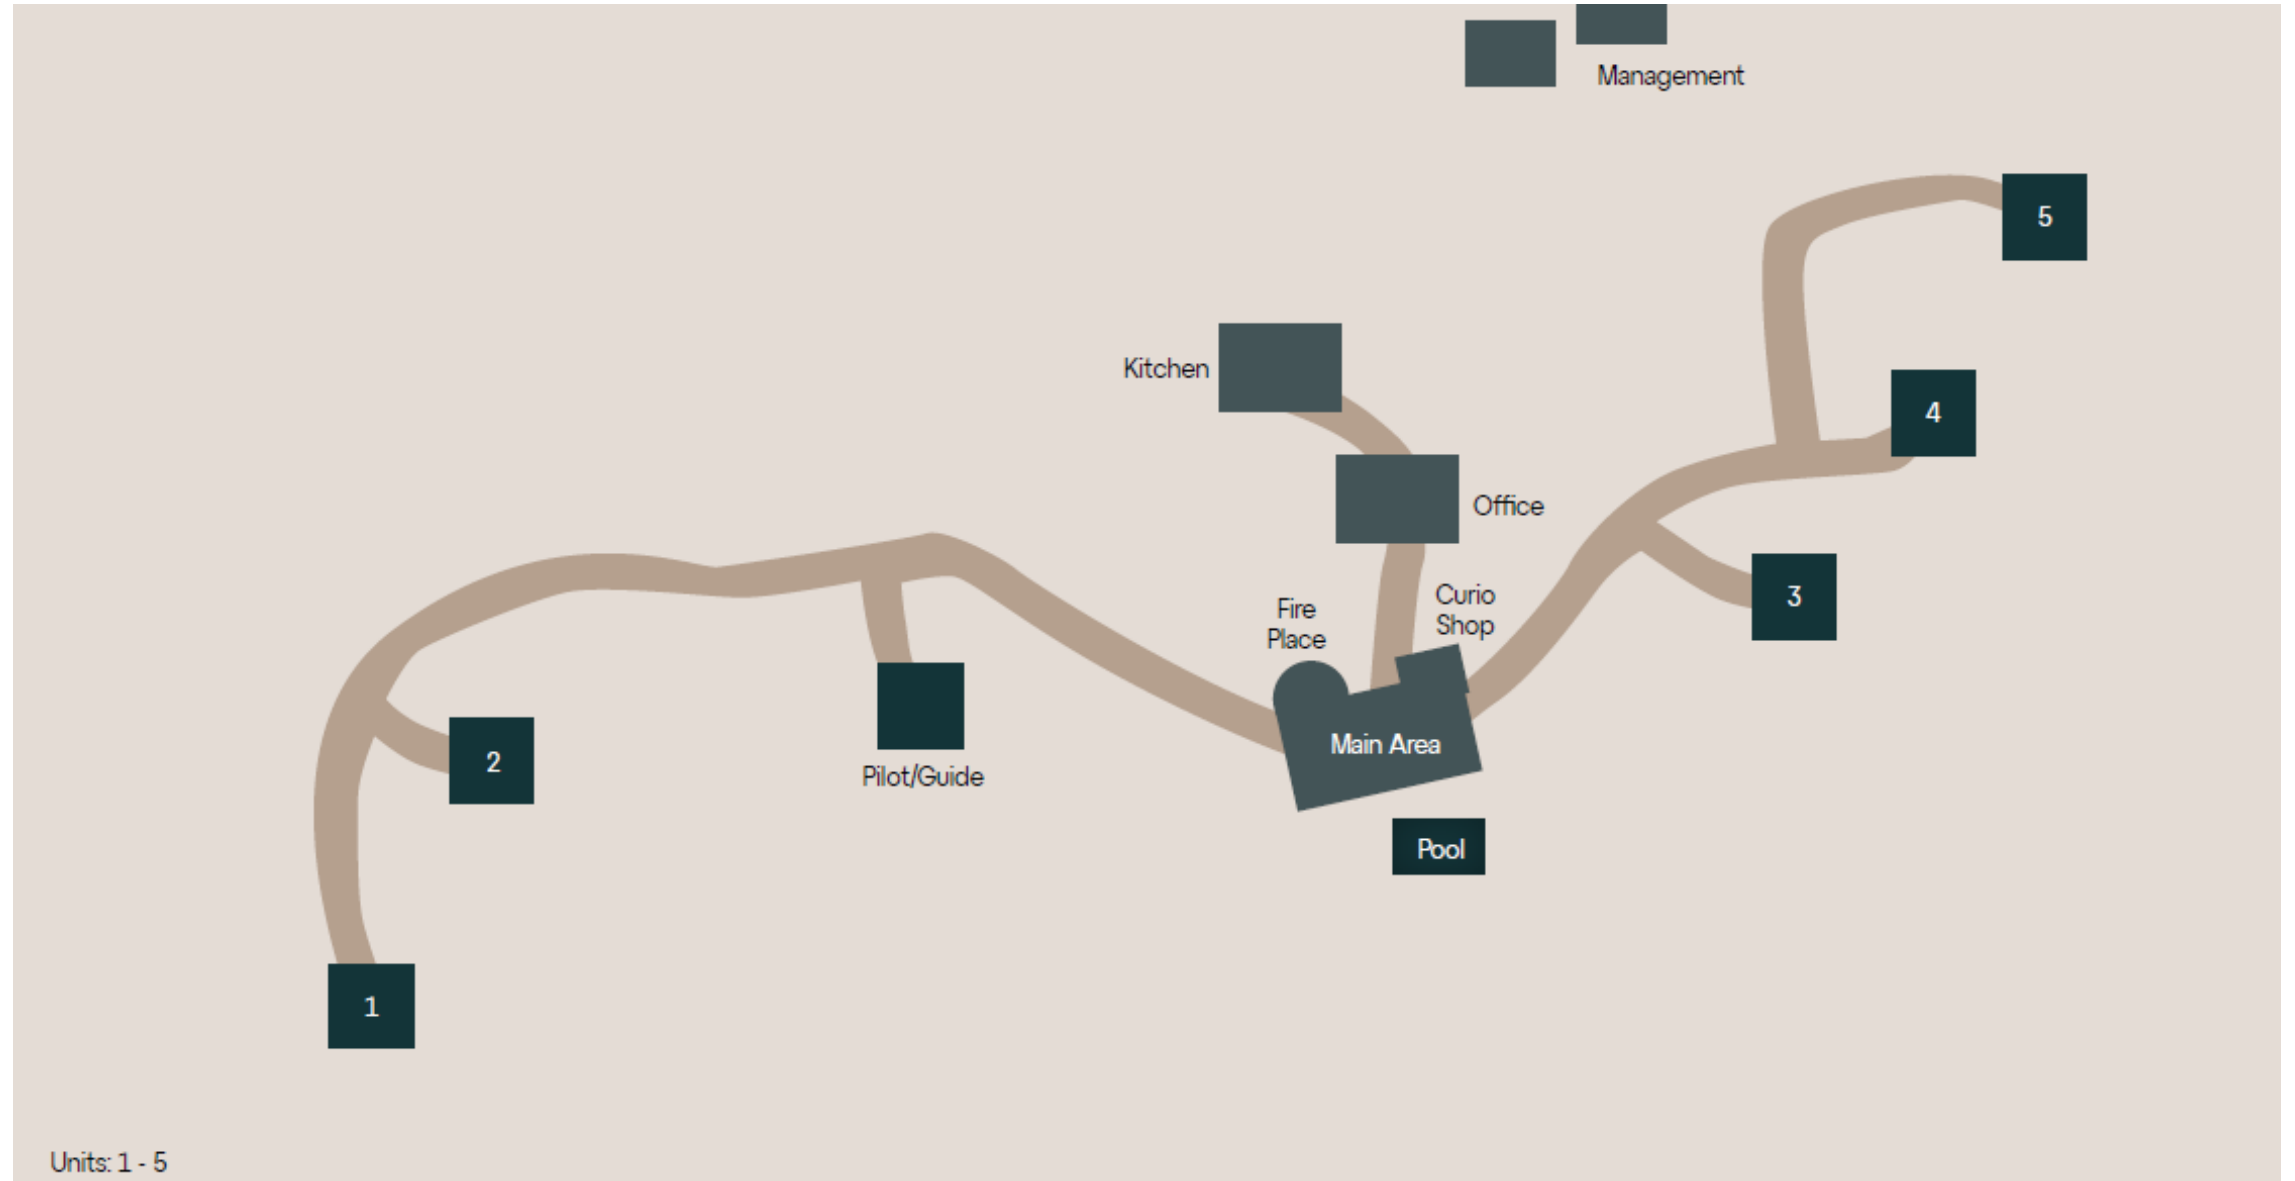 Management
5
Kitchen
4
Office
Curio
Shop
Fire
Place
3
Main Area
2
Pilot/Guide
Pool
1
Units: 1 - 5